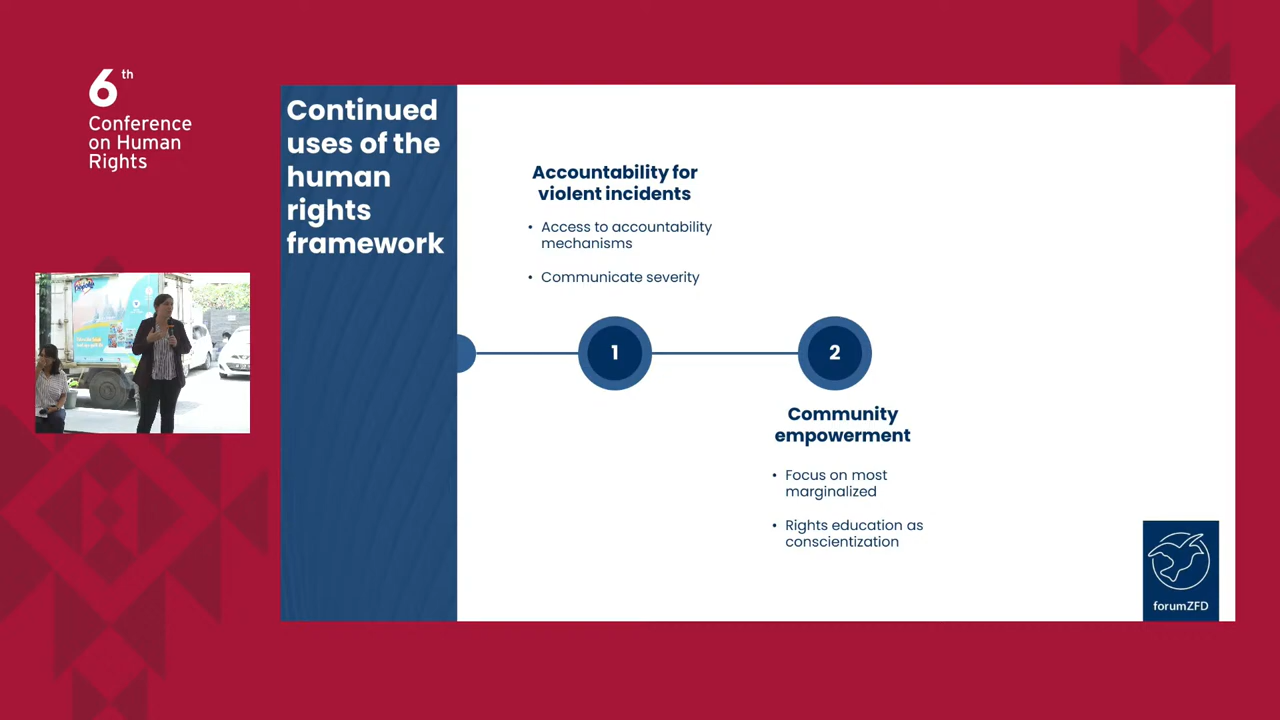 6th
Conference
on Human
Rights
Continued
uses of the
human
rights
framework
Accountability for
violent incidents
• Access to accountability
mechanisms
• Communicate severity
1
2
Community
empowerment
• Focus on most
marginalized
• Rights education as
conscientization
forumZFD